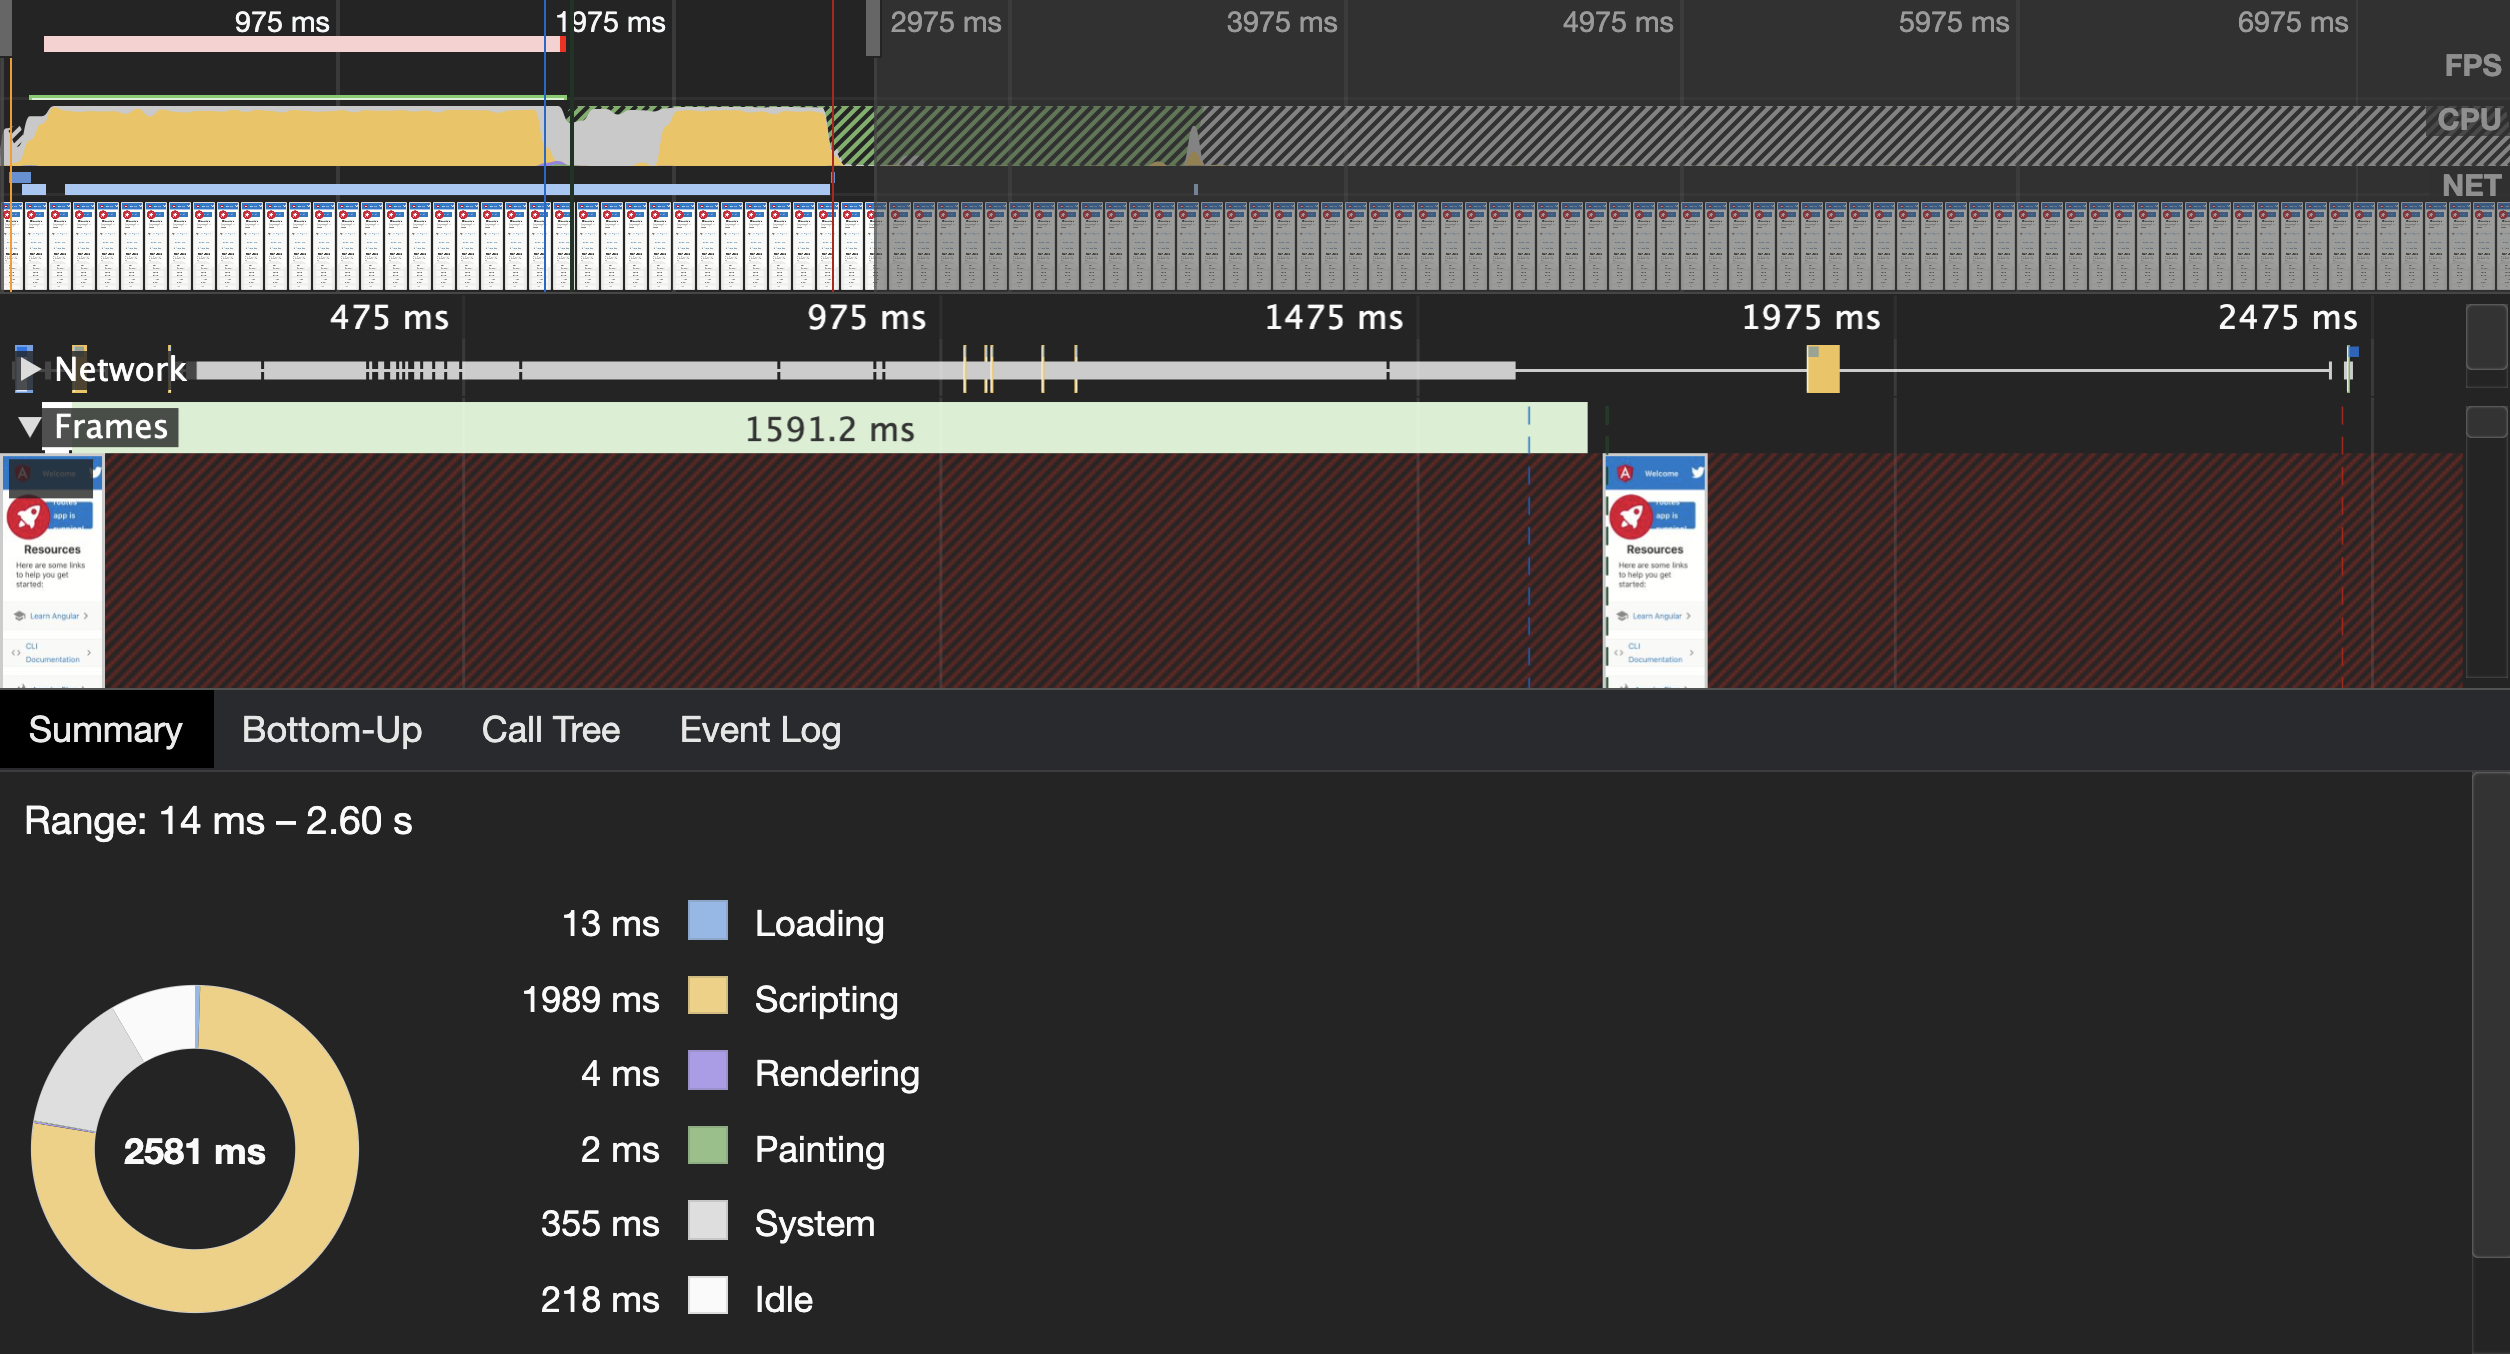 975 ms 1975 ms 2975 ms 3975 ms 4975 ms 5975 ms 6975 ms
FPS
CPU
NET
475 ms 975 ms 1475 ms 1975 ms 2475 ms
Network
Frames
1591.2 ms
Welcome
app is
Resources
Here are some links
to help you get
started:
Learn Angular
CLI
Documentation
Welcome
app is
Resources
Here are some links
to help you get
started:
Learn Angular
CLI
Documentation
Summary Bottom-Up Call Tree Event Log
Range: 14 ms – 2.60 s
13 ms Loading
1989 ms Scripting
4 ms Rendering
2 ms Painting
355 ms System
218 ms Idle
2581 ms